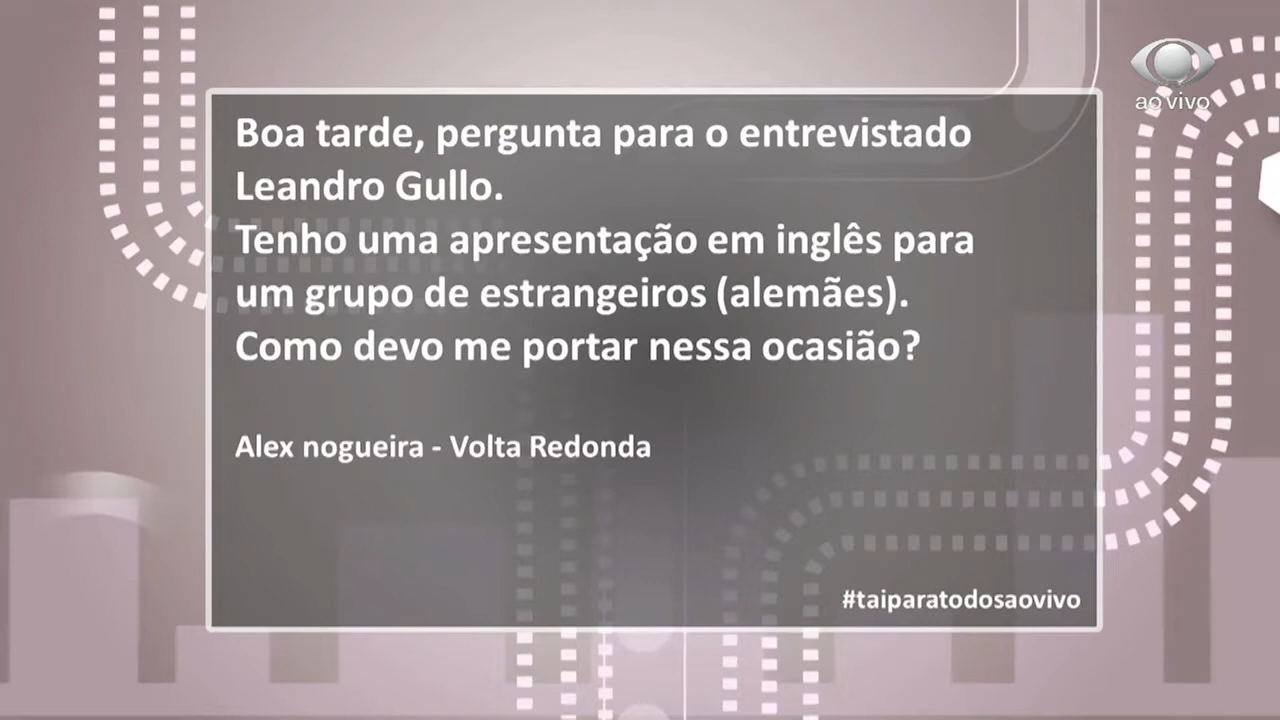 ao vivo
Boa tarde, pergunta para o entrevistado
Leandro Gullo.
Tenho uma apresentação em inglês para
um grupo de estrangeiros (alemães).
Como devo me portar nessa ocasião?
Alex nogueira - Volta Redonda
#taiparatodosaovivo